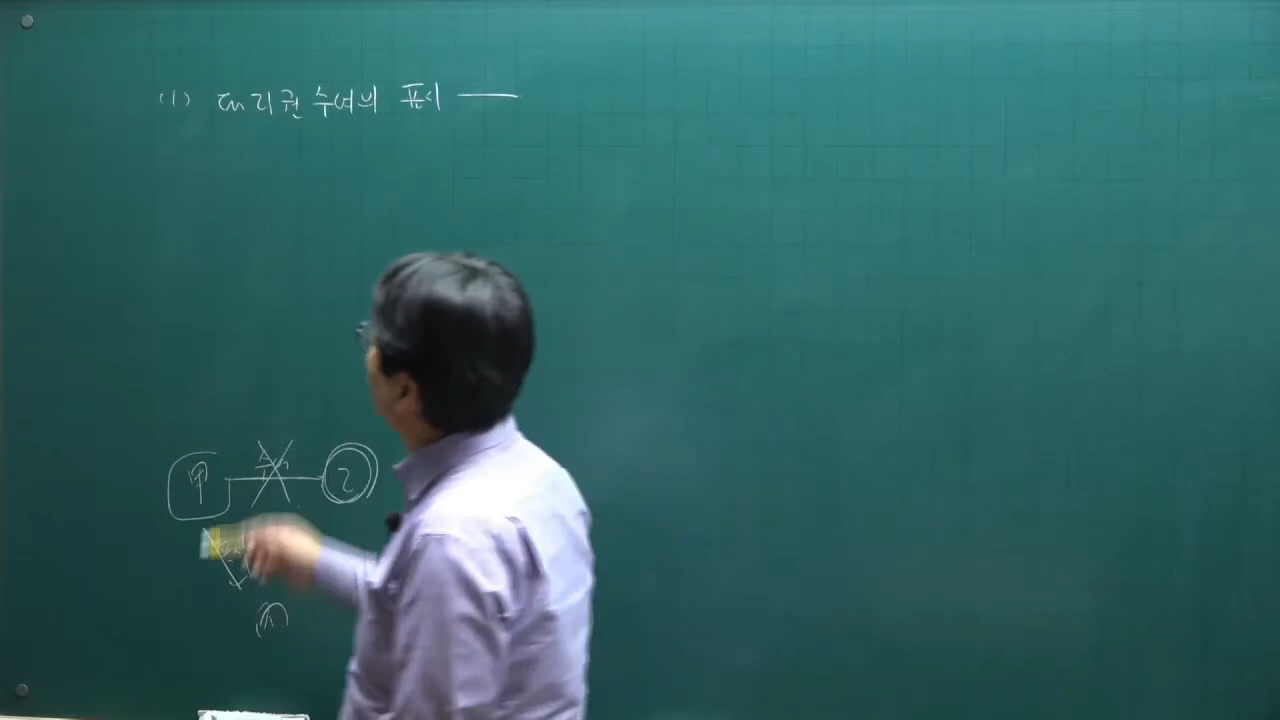 (1) 대리권 수여의 표시 ——
甲 乙
丙